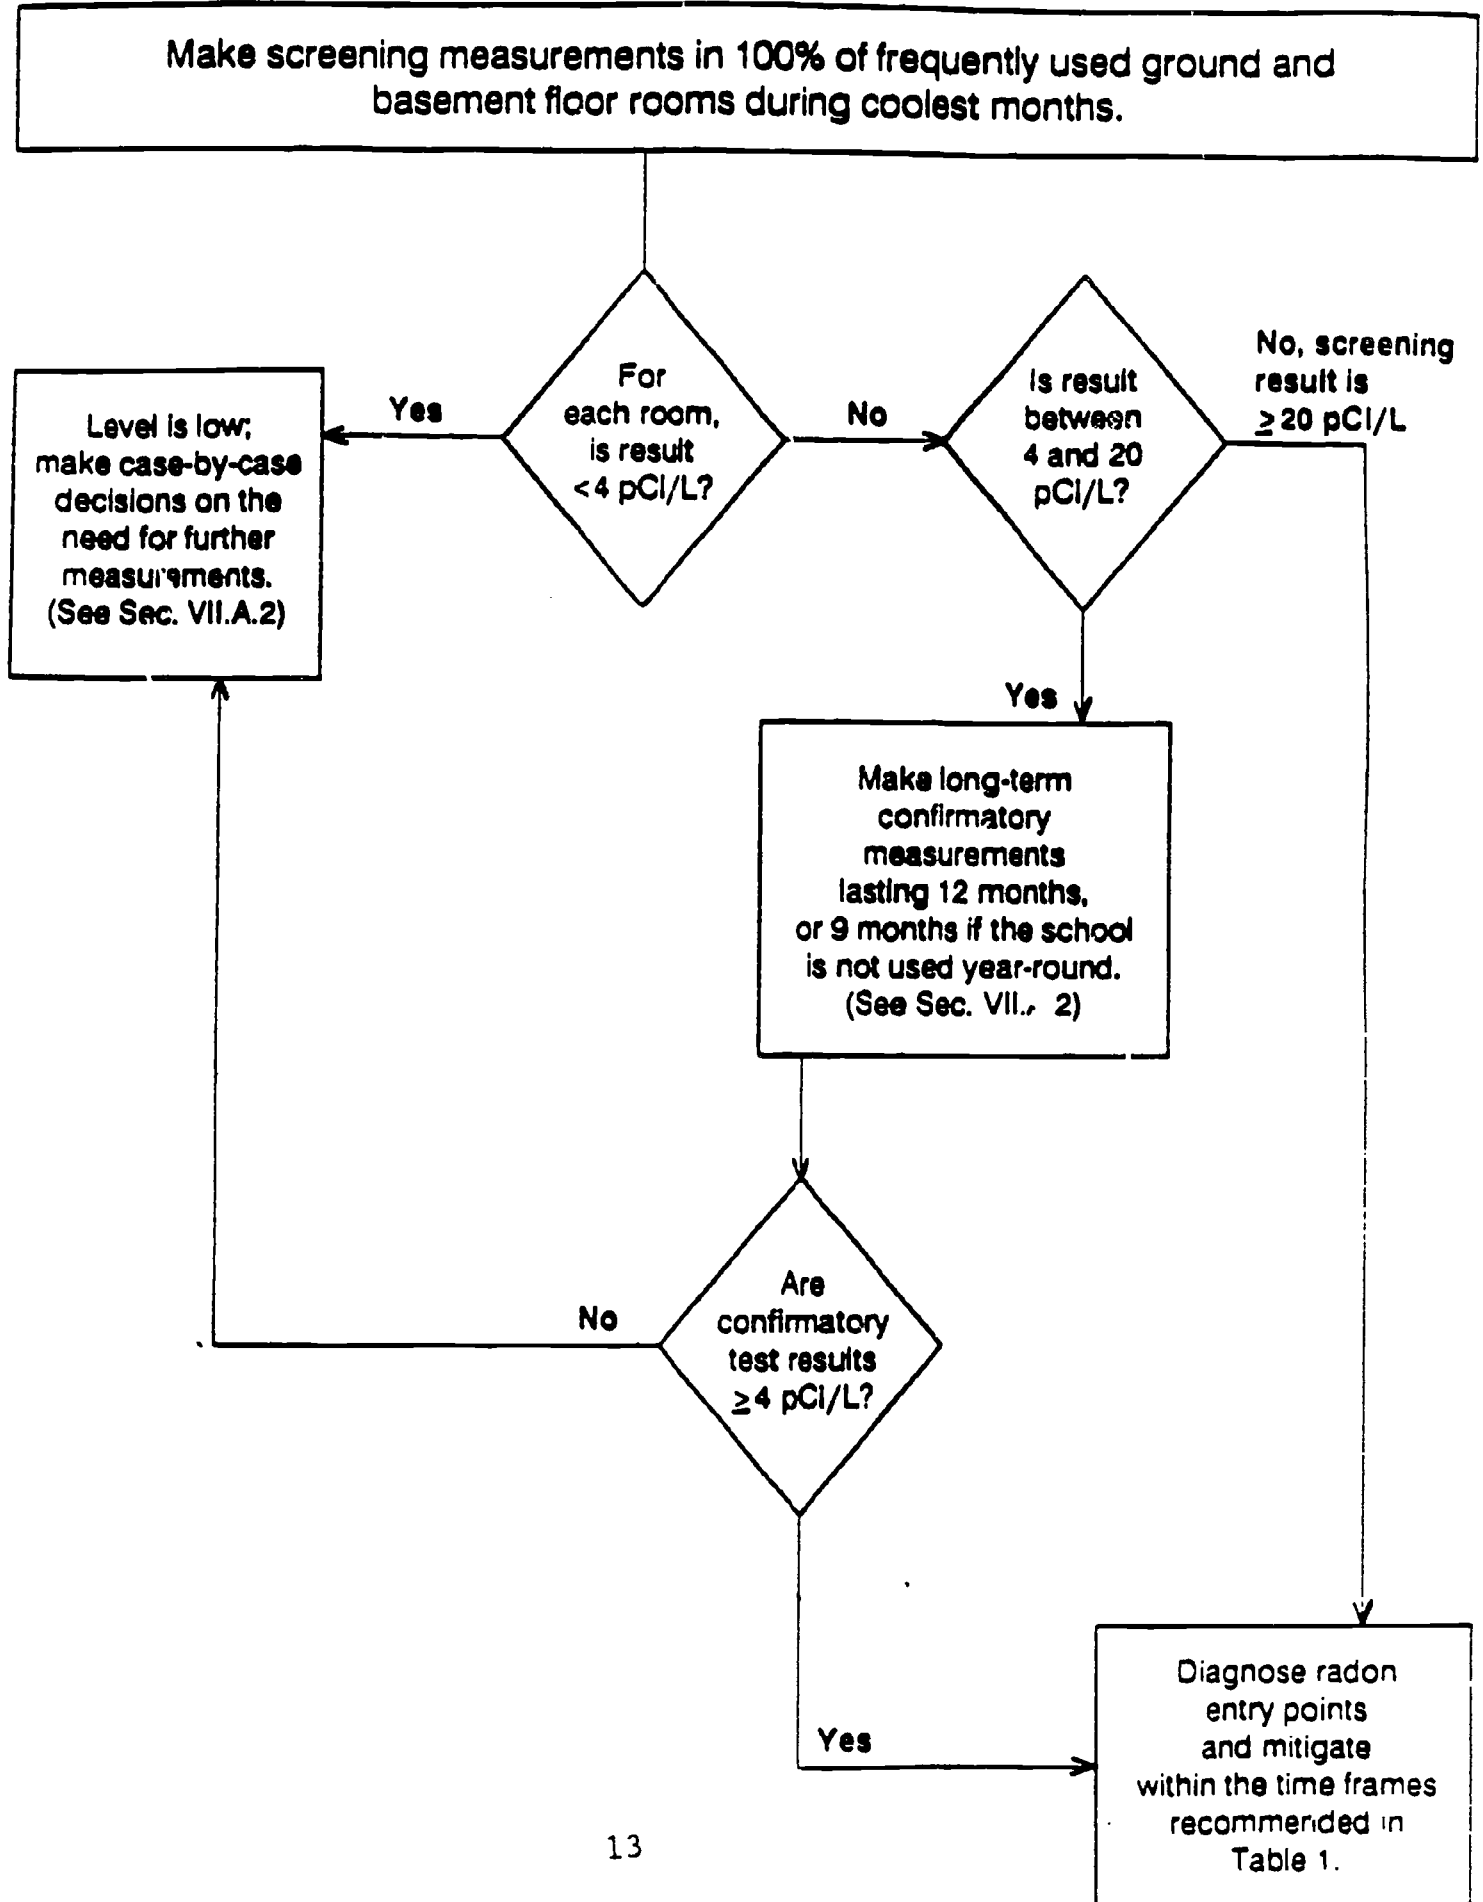 Make screening measurements in 100% of frequently used ground and
basement floor rooms during coolest months.
For
each room,
is result
<4 pCi/L?
Yes
Level is low;
make case-by-case
decisions on the
need for further
measurements.
(See Sec. VII.A.2)
No
Is result
between
4 and 20
pCi/L?
No, screening
result is
≥20 pCi/L
Yes
Make long-term
confirmatory
measurements
lasting 12 months,
or 9 months if the school
is not used year-round.
(See Sec. VII. 2)
Are
confirmatory
test results
≥4 pCi/L?
No
Yes
Diagnose radon
entry points
and mitigate
within the time frames
recommended in
Table 1.
13